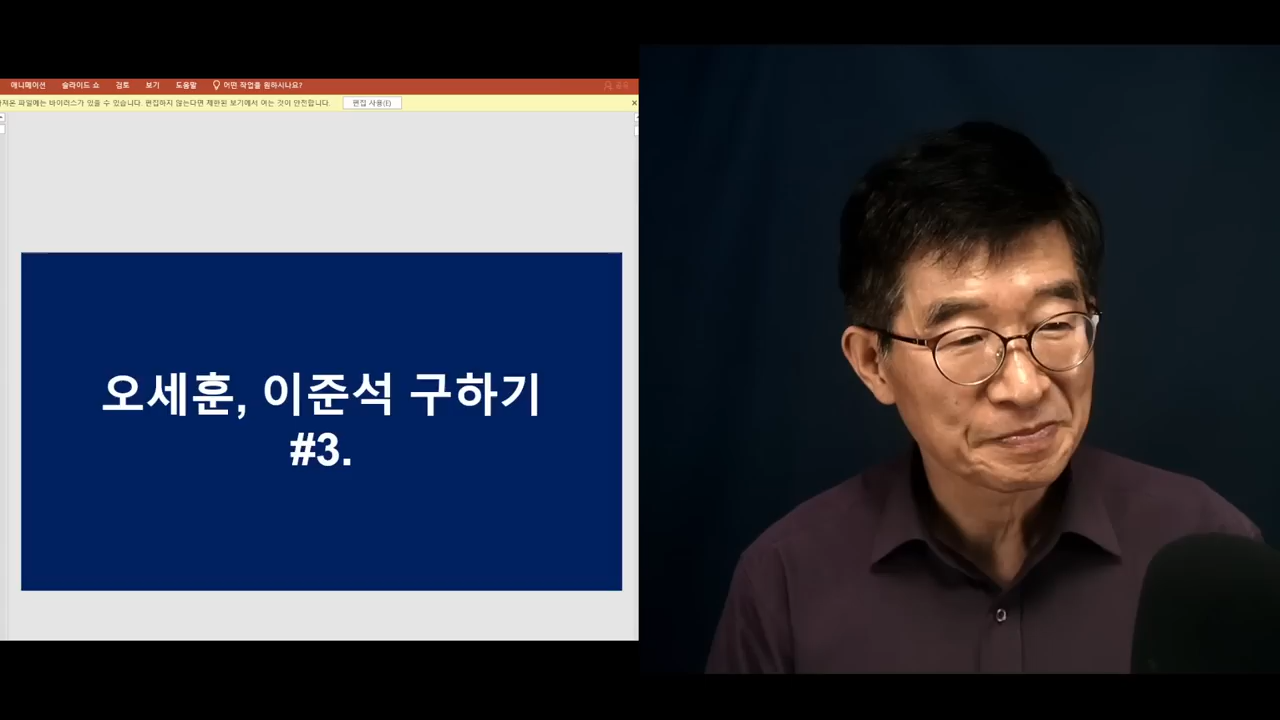 애니메이션 슬라이드 쇼 검토 보기 도움말 어떤 작업을 원하시나요? 공유
파일에는 바이러스가 있을 수 있습니다. 편집하지 않는다면 제한된 보기에서 여는 것이 안전합니다. 편집 사용(E)
오세훈, 이준석 구하기
#3.